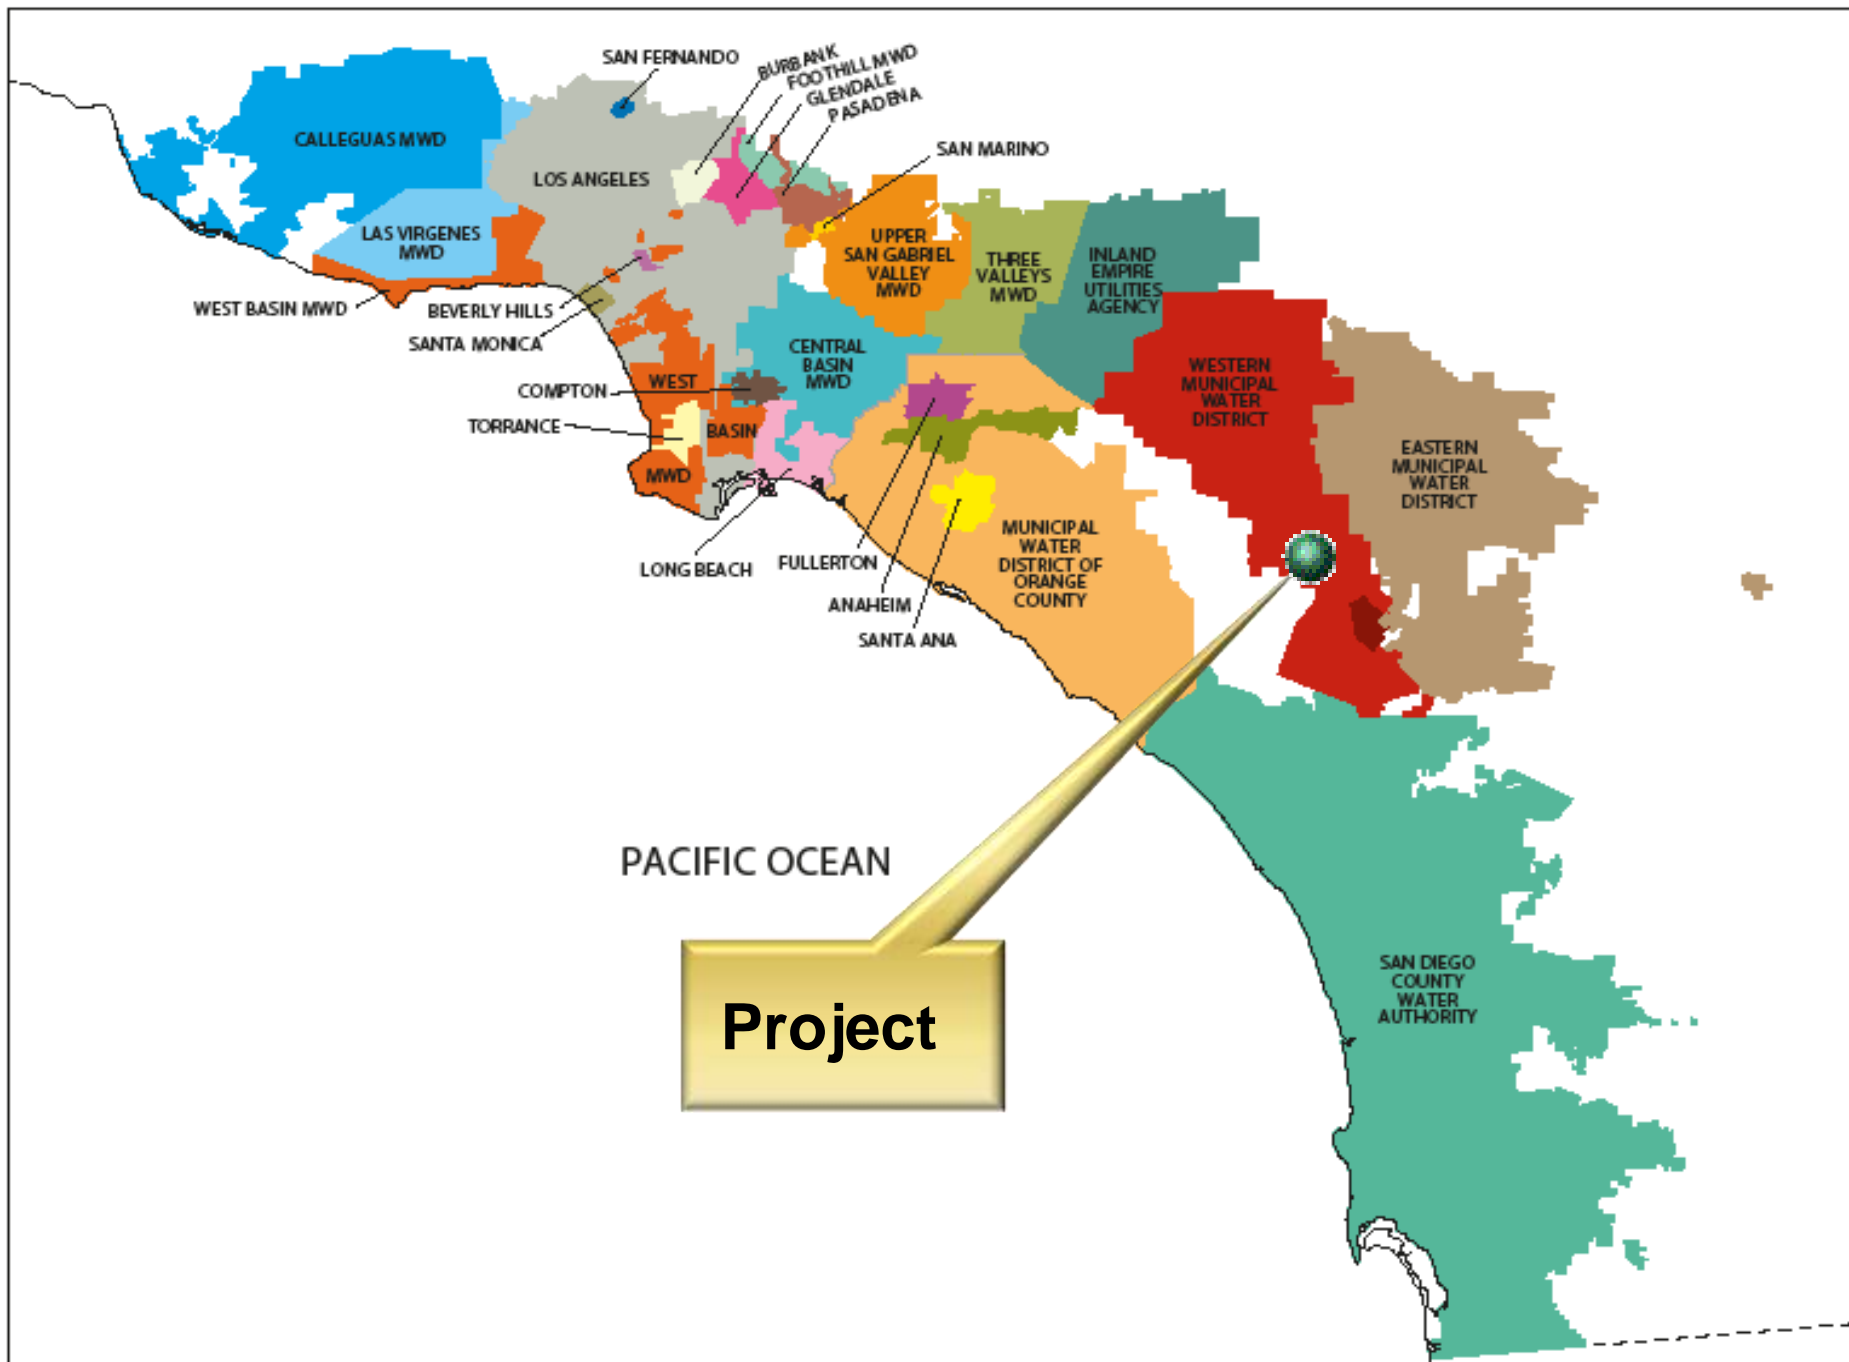 SAN FERNANDO
BURBANK
FOOTHILL MWD
GLENDALE
PASADENA
CALLEGUAS MWD
SAN MARINO
LOS ANGELES
LAS VIRGENES
MWD
UPPER
SAN GABRIEL
VALLEY
MWD
THREE
VALLEYS
MWD
INLAND
EMPIRE
UTILITIES
AGENCY
WEST BASIN MWD
BEVERLY HILLS
SANTA MONICA
CENTRAL
BASIN
MWD
WESTERN
MUNICIPAL
WATER
DISTRICT
COMPTON
WEST
BASIN
MWD
TORRANCE
EASTERN
MUNICIPAL
WATER
DISTRICT
LONG BEACH
FULLERTON
ANAHEIM
SANTA ANA
MUNICIPAL
WATER
DISTRICT OF
ORANGE
COUNTY
PACIFIC OCEAN
Project
SAN DIEGO
COUNTY
WATER
AUTHORITY